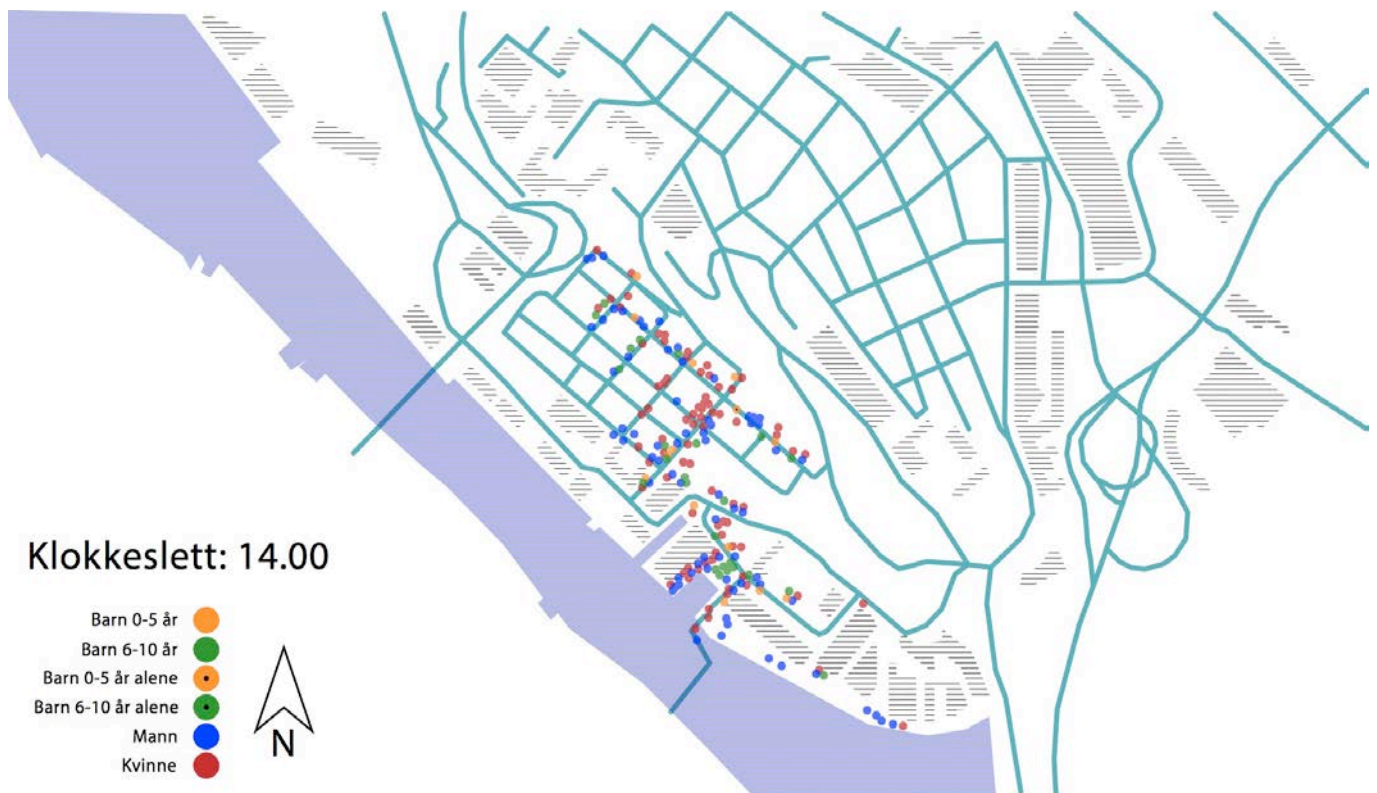 Klokkeslett: 14.00
Barn 0-5 år
Barn 6-10 år
Barn 0-5 år alene
Barn 6-10 år alene
Mann
Kvinne
N